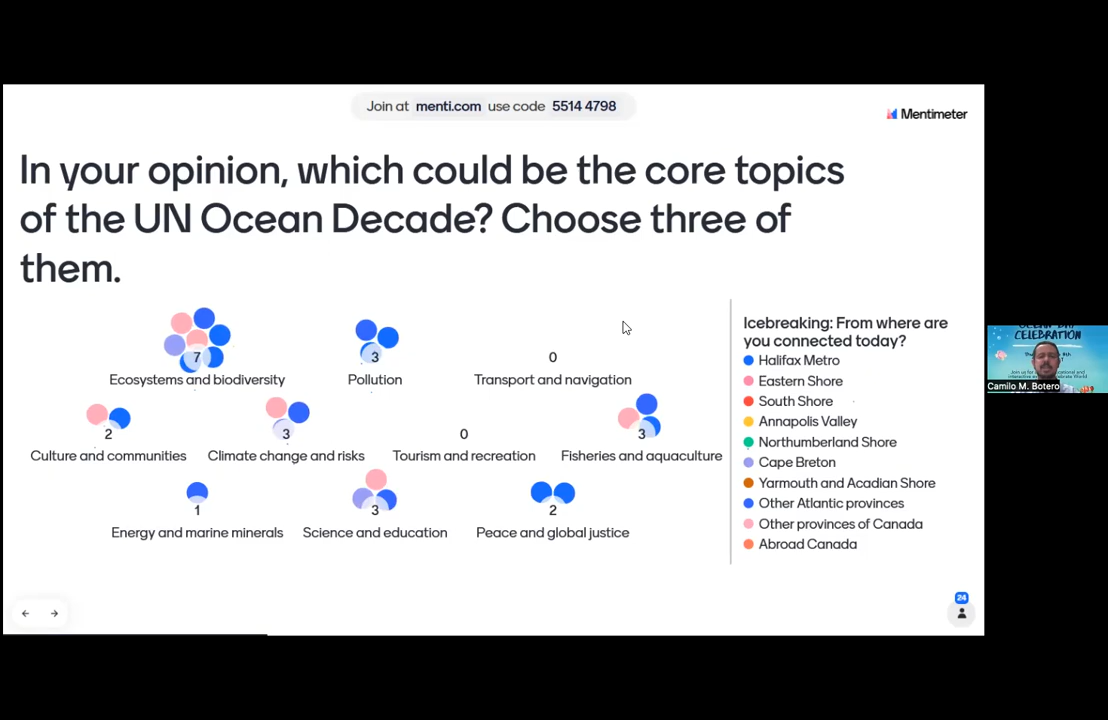 Join at menti.com use code 5514 4798
Mentimeter
In your opinion, which could be the core topics
of the UN Ocean Decade? Choose three of
them.
7
Ecosystems and biodiversity
3
Pollution
0
Transport and navigation
2
Culture and communities
3
Climate change and risks
0
Tourism and recreation
3
Fisheries and aquaculture
1
Energy and marine minerals
3
Science and education
2
Peace and global justice
Icebreaking: From where are
you connected today?
Halifax Metro
Eastern Shore
South Shore
Annapolis Valley
Northumberland Shore
Cape Breton
Yarmouth and Acadian Shore
Other Atlantic provinces
Other provinces of Canada
Abroad Canada
24
CELEBRATION
Camilo M. Botero